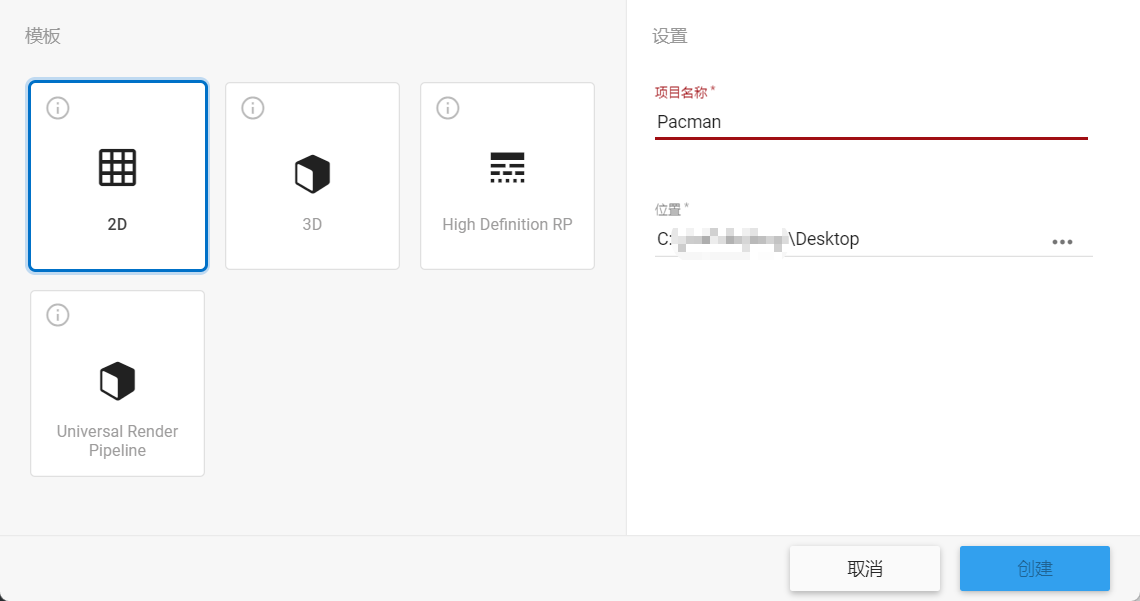 模板
设置
2D
3D
High Definition RP
Universal Render
Pipeline
项目名称*
Pacman
位置*
C:\Desktop
取消
创建